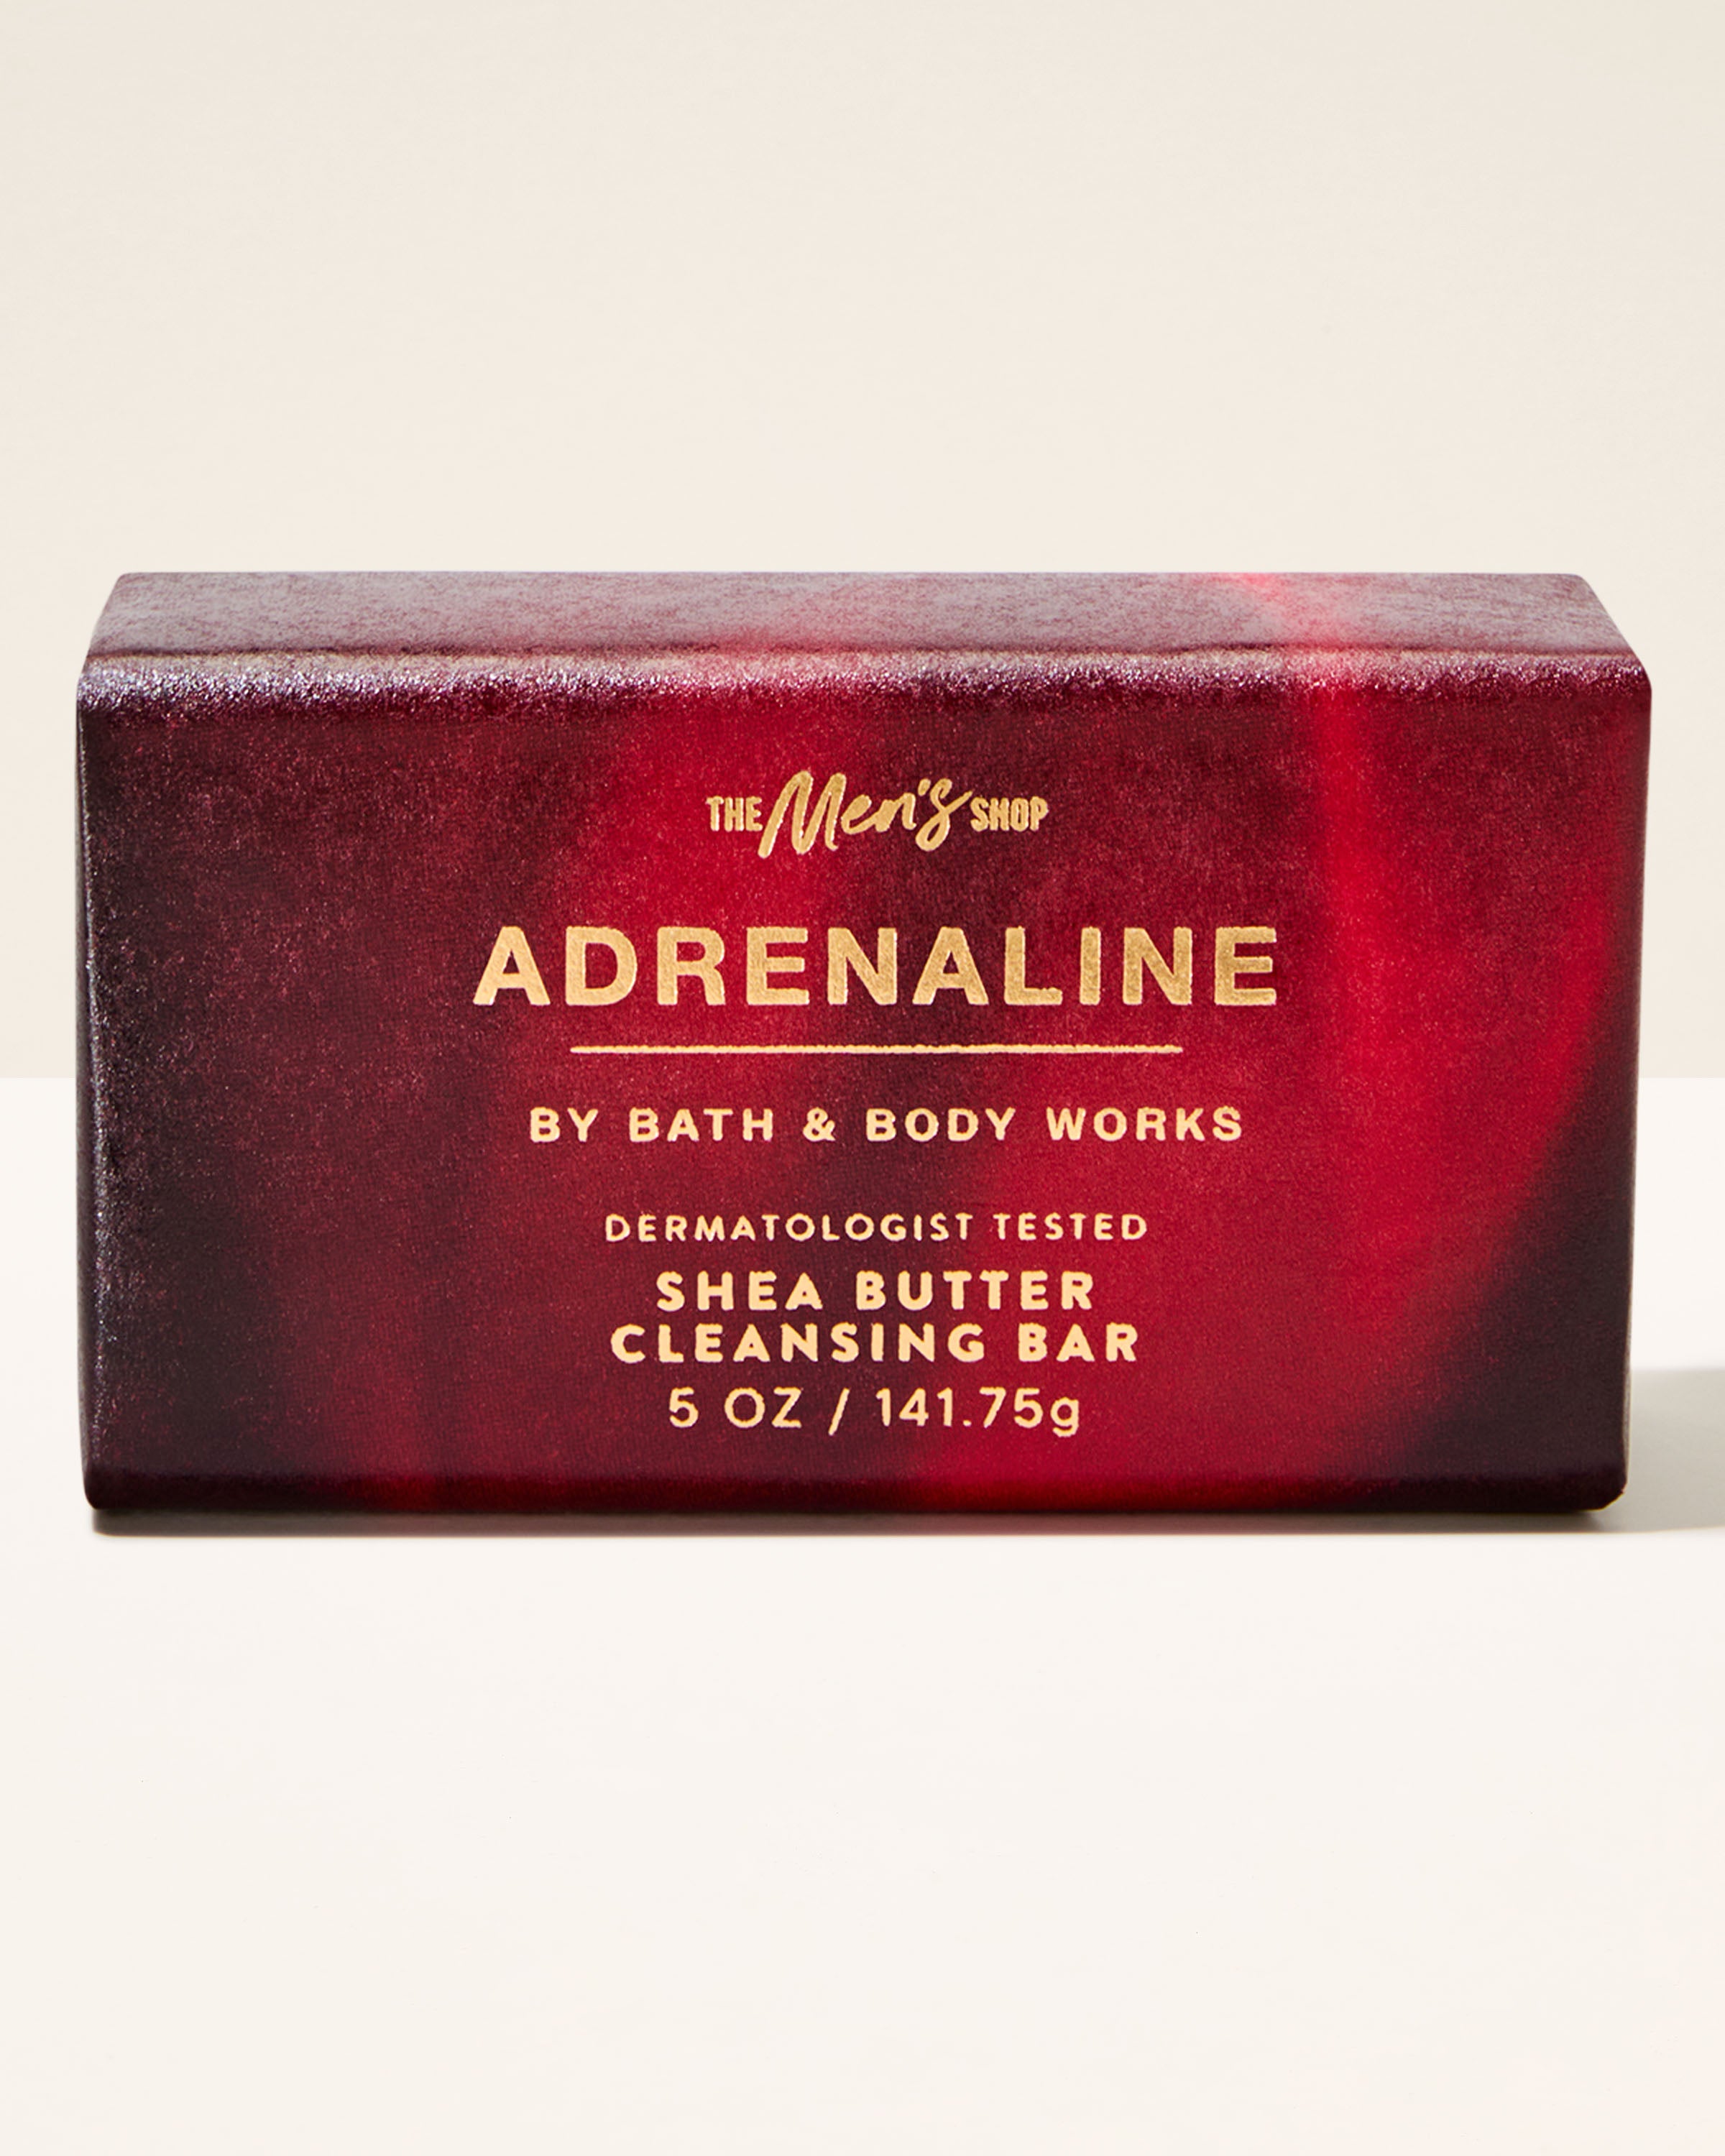 THE Men's SHOP
ADRENALINE
BY BATH & BODY WORKS
DERMATOLOGIST TESTED
SHEA BUTTER
CLEANSING BAR
5 OZ / 141.75g